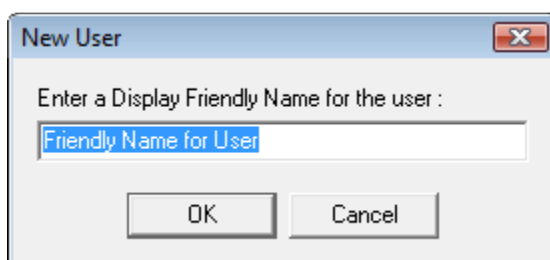 New User
Enter a Display Friendly Name for the user :
Friendly Name for User
OK Cancel